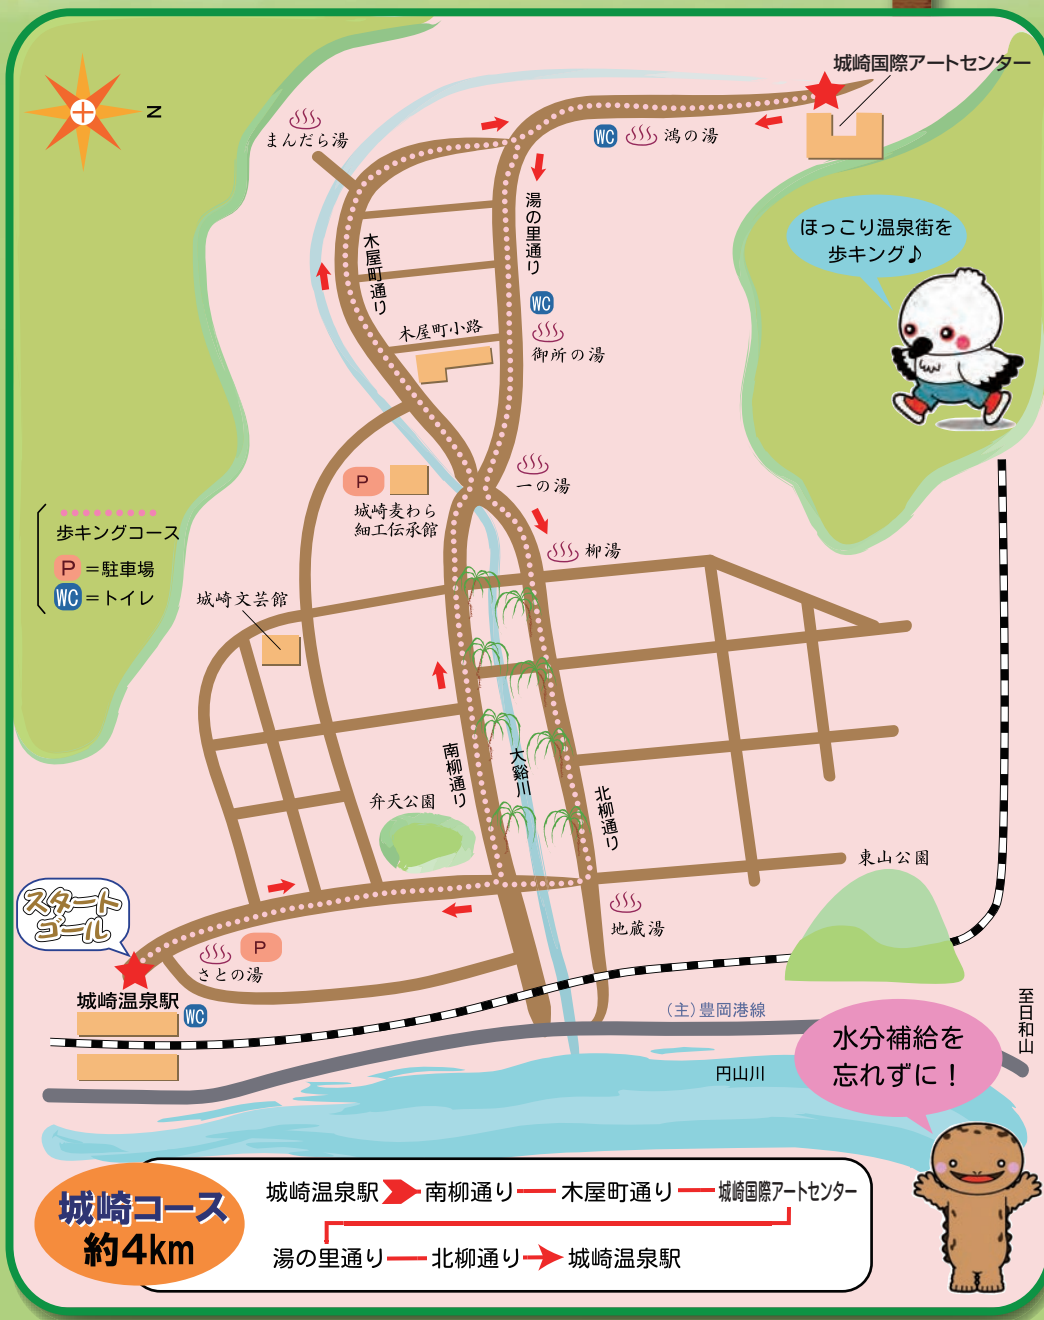 城崎国際アートセンター
N
まんだら湯
WC
鴻の湯
湯の里通り
ほっこり温泉街を
歩キング♪
木屋町通り
WC
木屋町小路
御所の湯
一の湯
P
城崎麦わら
細工伝承館
柳湯
歩キングコース
P=駐車場
WC=トイレ
城崎文芸館
南柳通り
大谿川
北柳通り
弁天公園
東山公園
スタート
ゴール
地蔵湯
P
さとの湯
城崎温泉駅
WC
(主)豊岡港線
至日和山
水分補給を
忘れずに!
円山川
城崎コース
約4km
城崎温泉駅 南柳通り 木屋町通り 城崎国際アートセンター
湯の里通り 北柳通り 城崎温泉駅